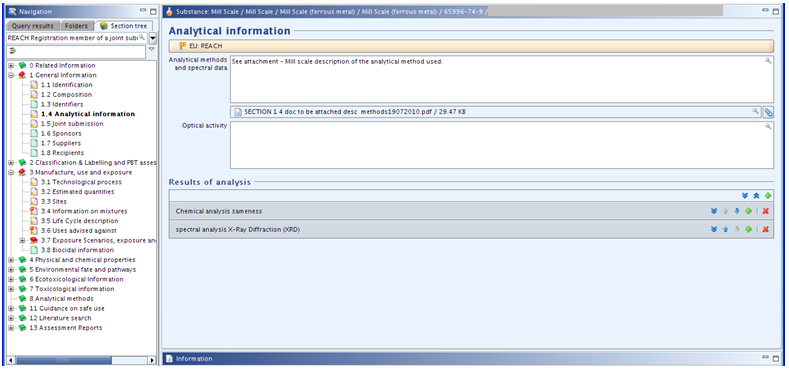 Navigation
Query results Folders Section tree
REACH Registration member of a joint subi
0 Related Information
1 General Information
1.1 Identification
1.2 Composition
1.3 Identifiers
1.4 Analytical information
1.5 Joint submission
1.6 Sponsors
1.7 Suppliers
1.8 Recipients
2 Classification & Labelling and PBT asses
3 Manufacture, use and exposure
3.1 Technological process
3.2 Estimated quantities
3.3 Sites
3.4 Information on mixtures
3.5 Life Cycle description
3.6 Uses advised against
3.7 Exposure Scenarios, exposure an
3.8 Biocidal information
4 Physical and chemical properties
5 Environmental fate and pathways
6 Ecotoxicological Information
7 Toxicological information
8 Analytical methods
11 Guidance on safe use
12 Literature search
13 Assessment Reports
Substance: Mill Scale / Mill Scale / Mill Scale (ferrous metal) / Mill Scale (ferrous metal) / 65996-74-9 /
Analytical information
EU: REACH
Analytical methods
and spectral data
See attachment - Mill scale description of the analytical method used.
SECTION 1 4 doc to be attached desc methods19072010.pdf / 29.47 KB
Optical activity
Results of analysis
Chemical analysis sameness
spectral analysis X-Ray Diffraction (XRD)
Information